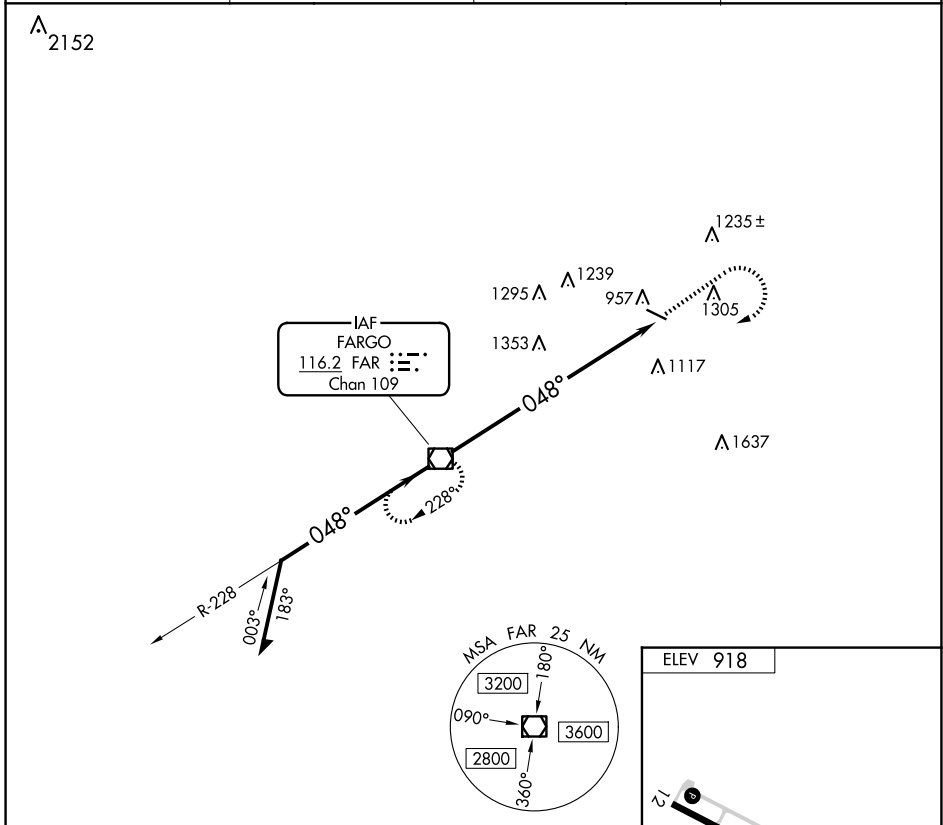 2152
1235 ±
1239
1295
957
1305
IAF
FARGO
116.2 FAR
Chan 109
1353
1117
048°
1637
228°
048°
R-228
003°
183°
MSA FAR 25 NM
180°
3200
090°
3600
2800
360°
ELEV 918
12
P